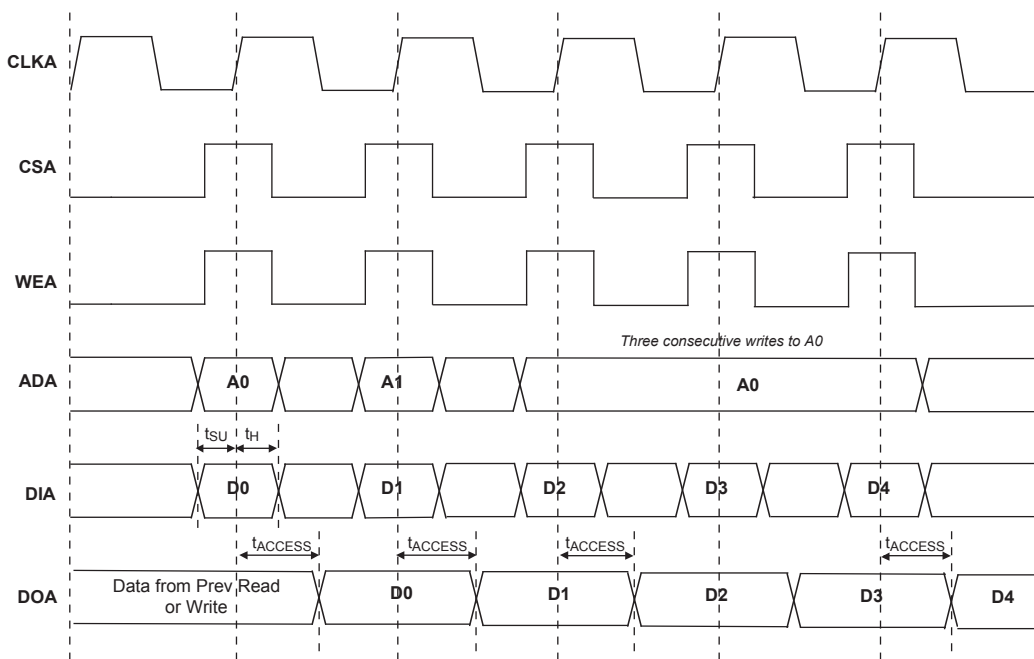 CLKA
CSA
WEA
Three consecutive writes to A0
ADA
A0
A1
A0
tSU
tH
DIA
D0
D1
D2
D3
D4
tACCESS
tACCESS
tACCESS
tACCESS
DOA
Data from Prev Read
or Write
D0
D1
D2
D3
D4